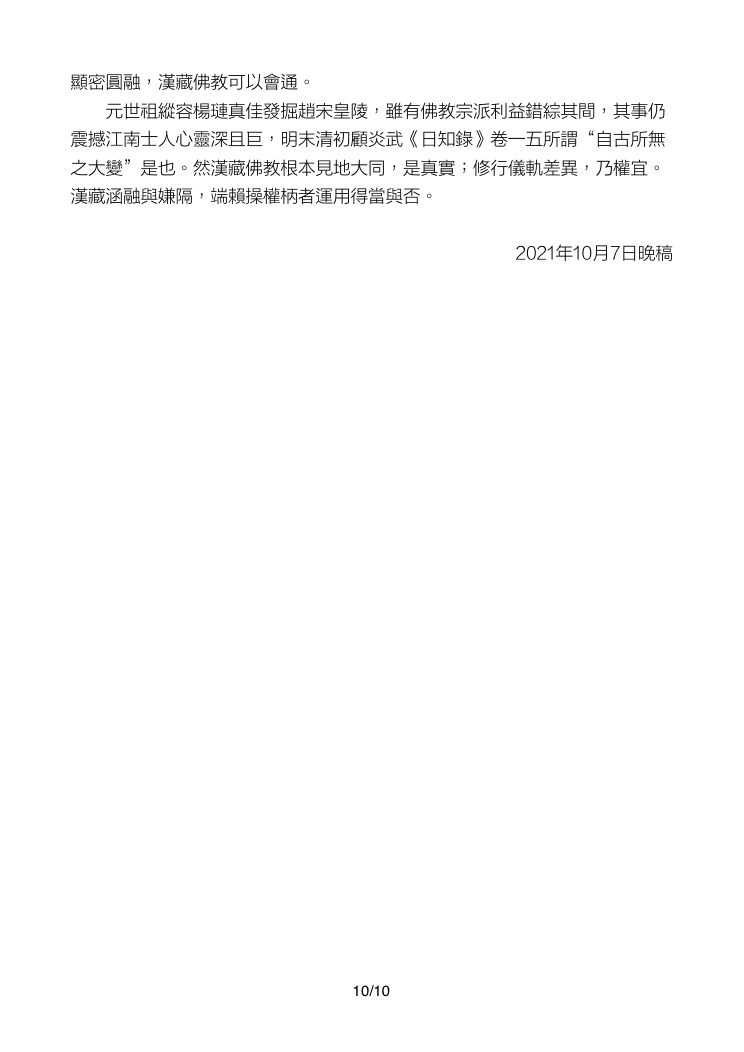 顯密圓融，漢藏佛教可以會通。
元世祖縱容楊璉真佳發掘趙宋皇陵，雖有佛教宗派利益錯綜其間，其事仍
震撼江南士人心靈深且巨，明末清初顧炎武《日知錄》卷一五所謂“自古所無
之大變”是也。然漢藏佛教根本見地大同，是真實；修行儀軌差異，乃權宜。
漢藏涵融與嫌隔，端賴操權柄者運用得當與否。
2021年10月7日晚稿
10/10